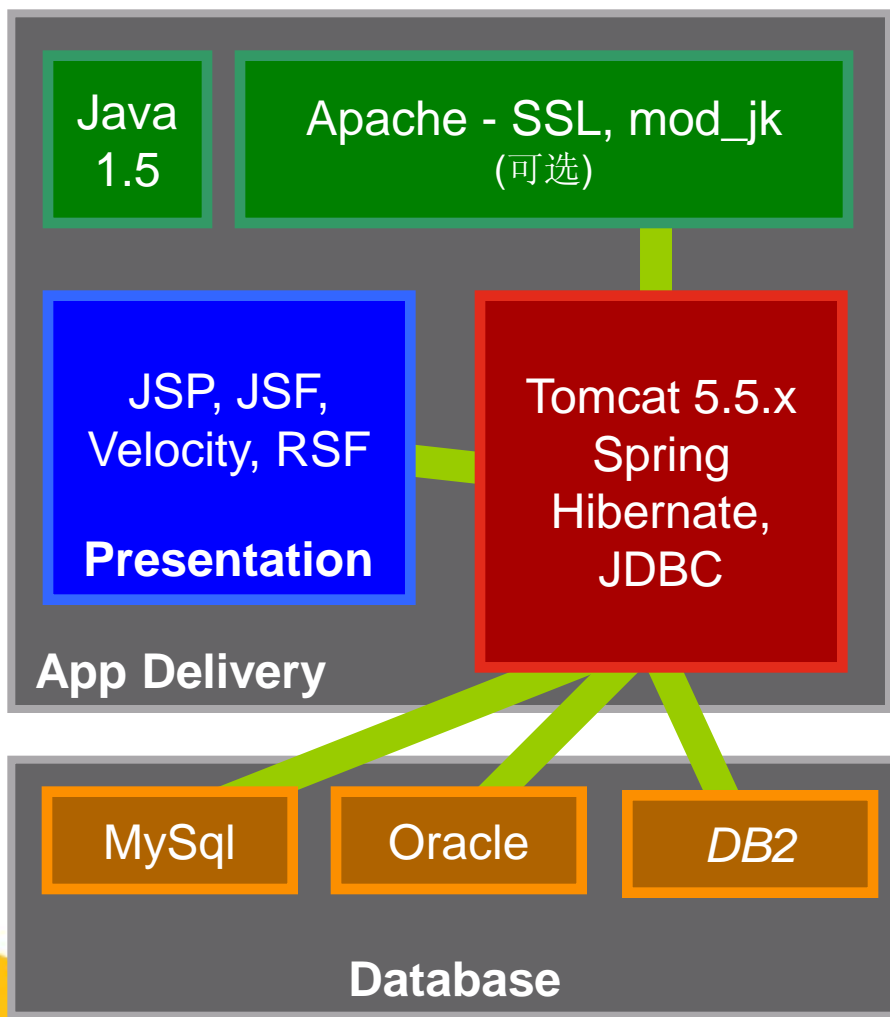 Java
1.5
Apache - SSL, mod_jk
(可选)
JSP, JSF,
Velocity, RSF
Presentation
Tomcat 5.5.x
Spring
Hibernate,
JDBC
App Delivery
MySql
Oracle
DB2
Database